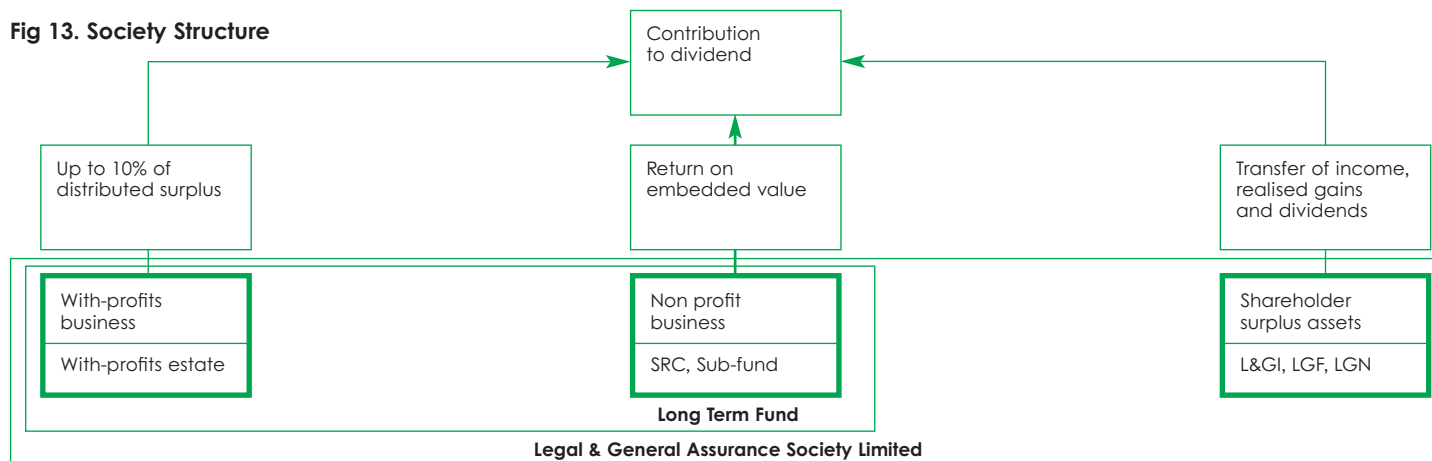 Fig 13. Society Structure
Contribution
to dividend
Up to 10% of
distributed surplus
Return on
embedded value
Transfer of income,
realised gains
and dividends
With-profits
business
With-profits estate
Non profit
business
SRC, Sub-fund
Shareholder
surplus assets
L&GI, LGF, LGN
Long Term Fund
Legal & General Assurance Society Limited